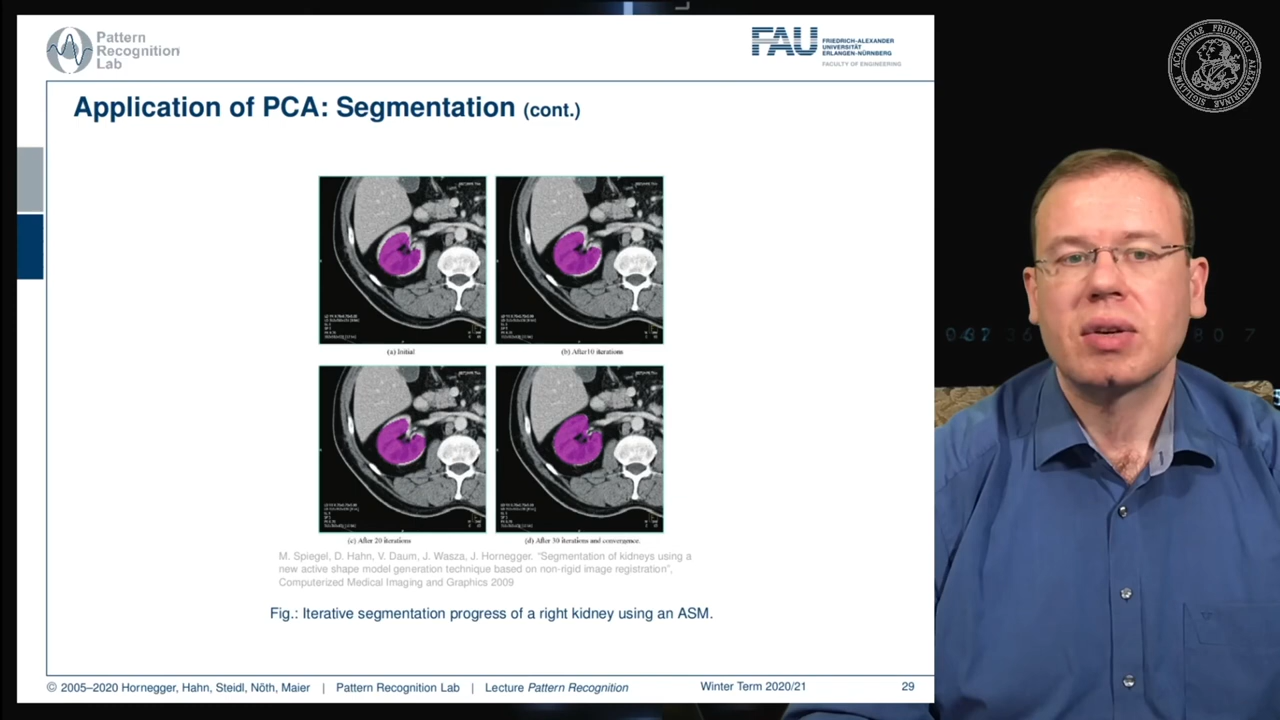 Pattern
Recognition
Lab
FAU
FRIEDRICH-ALEXANDER
UNIVERSITÄT
ERLANGEN-NÜRNBERG
FACULTY OF ENGINEERING
Application of PCA: Segmentation (cont.)
(a) Initial
(b) After10 iterations
(c) After 20 iterations
(d) After 30 iterations and convergence.
M. Spiegel, D. Hahn, V. Daum, J. Wasza, J. Hornegger. "Segmentation of kidneys using a
new active shape model generation technique based on non-rigid image registration",
Computerized Medical Imaging and Graphics 2009
Fig.: Iterative segmentation progress of a right kidney using an ASM.
© 2005–2020 Hornegger, Hahn, Steidl, Nöth, Maier | Pattern Recognition Lab | Lecture Pattern Recognition
Winter Term 2020/21
29